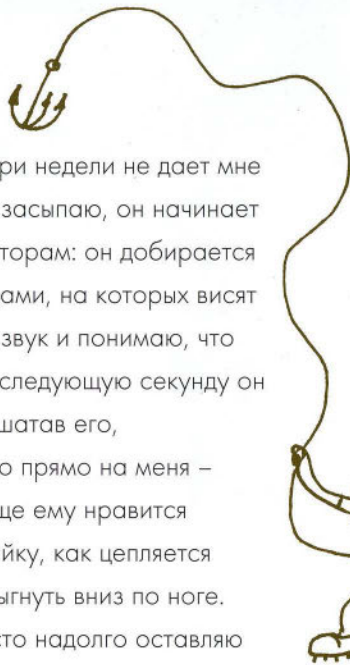 ри недели не дает мне
засыпаю, он начинает
торам: он добирается
ами, на которых висят
звук и понимаю, что
следующую секунду он
шатав его,
о прямо на меня –
ще ему нравится
йку, как цепляется
ыгнуть вниз по ноге.
сто надолго оставляю